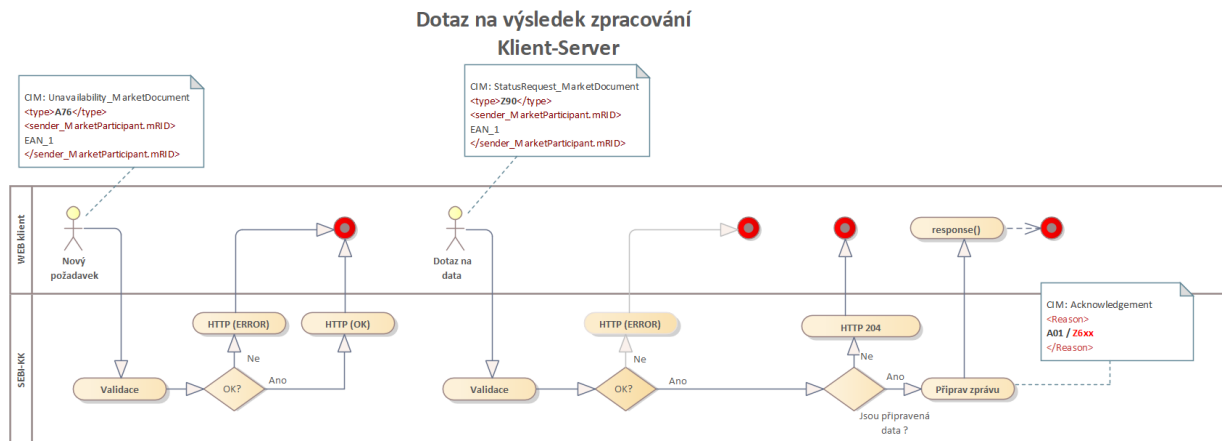 Dotaz na výsledek zpracování
Klient-Server
CIM: Unavailability_MarketDocument
<type>A76</type>
<sender_MarketParticipant.mRID>
EAN_1
</sender_MarketParticipant.mRID>
CIM: StatusRequest_MarketDocument
<type>Z90</type>
<sender_MarketParticipant.mRID>
EAN_1
</sender_MarketParticipant.mRID>
WEB klient
Nový
požadavek
Dotaz na
data
response()
SEBI-KK
HTTP (ERROR)
HTTP (OK)
Ne
Validace
OK?
Ano
HTTP (ERROR)
Ne
Validace
OK?
Ano
HTTP 204
Ne
Ano
Jsou připravená
data ?
Připrav zprávu
CIM: Acknowledgement
<Reason>
A01 / Z6xx
</Reason>